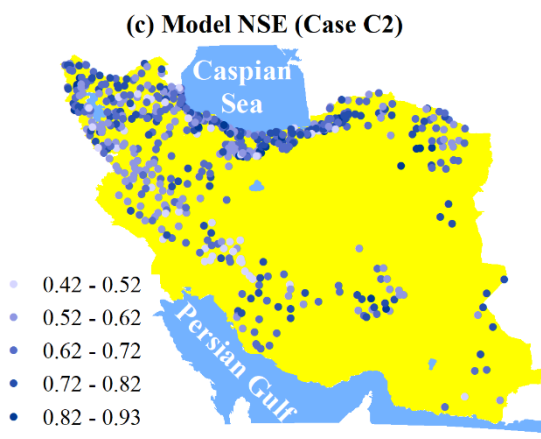 (c) Model NSE (Case C2)
Caspian
Sea
0.42 - 0.52
0.52 - 0.62
0.62 - 0.72
0.72 - 0.82
0.82 - 0.93
Persian Gulf